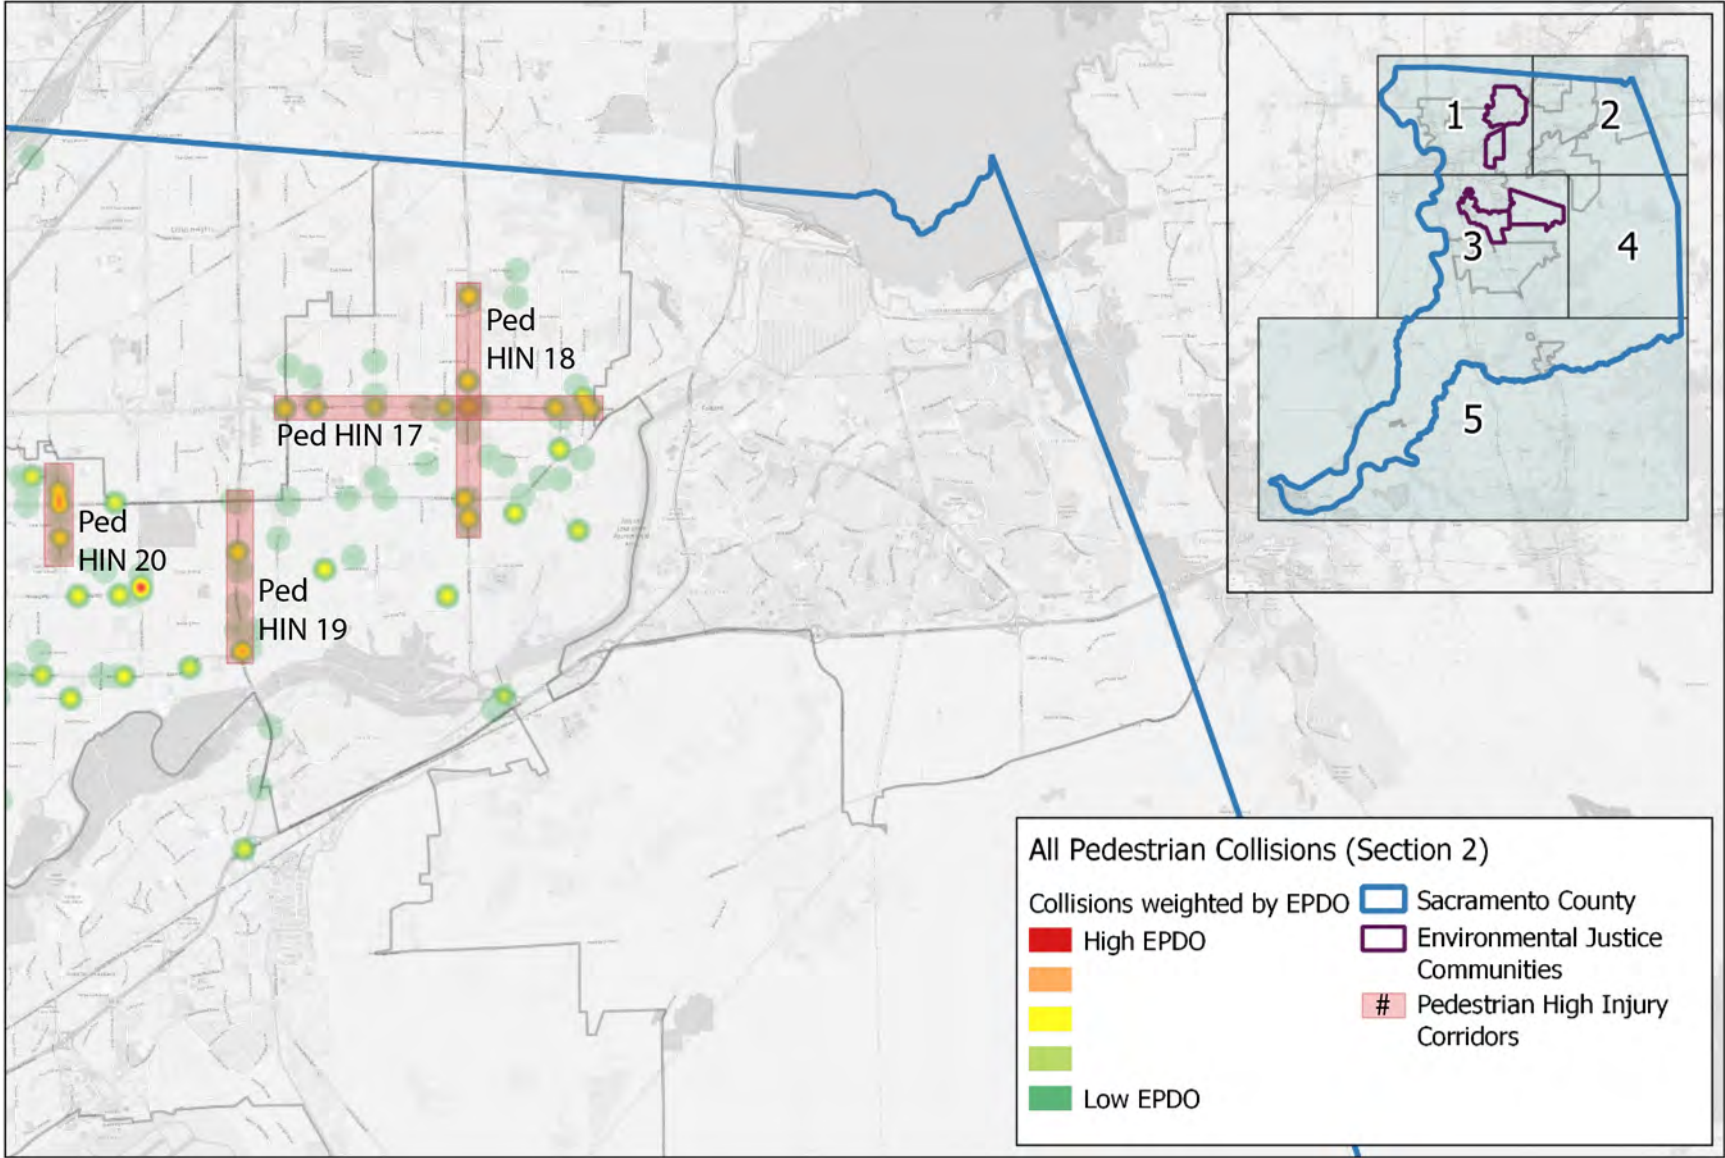 1
2
3
4
5
Ped
HIN 18
Ped HIN 17
Ped
HIN 20
Ped
HIN 19
All Pedestrian Collisions (Section 2)
Collisions weighted by EPDO
High EPDO
Low EPDO
Sacramento County
Environmental Justice
Communities
# Pedestrian High Injury
Corridors